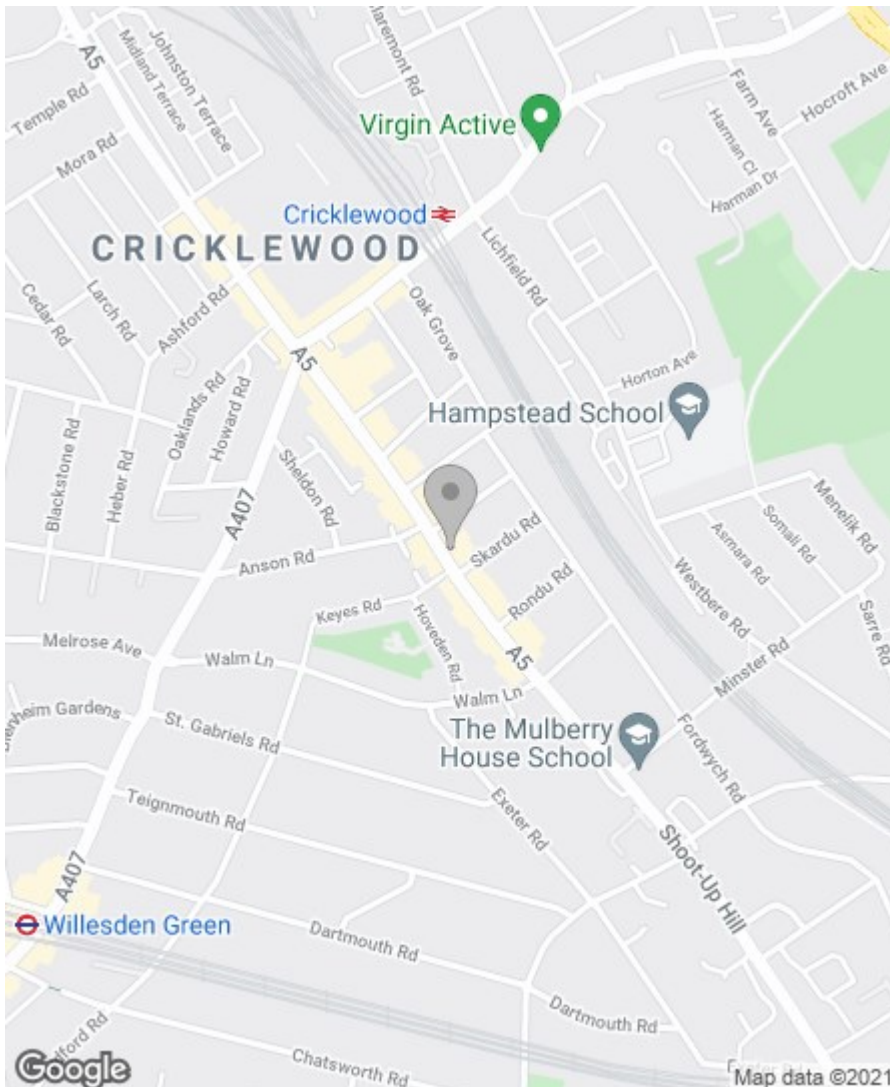 A5
Johnston Terrace
Midland Terrace
Temple Rd
Mora Rd
Claremont Rd
Virgin Active
Farm Ave
Hocroft Ave
Harman Cl
Harman Dr
Cricklewood
CRICKLEWOOD
Lichfield Rd
Cedar Rd
Larch Rd
Ashford Rd
Oak Grove
A5
Horton Ave
Oaklands Rd
Howard Rd
Hampstead School
Blackstone Rd
Heber Rd
Sheldon Rd
A407
Menelik Rd
Somali Rd
Asmara Rd
Skardu Rd
Anson Rd
Westbere Rd
Rondu Rd
Keyes Rd
Hoveden Rd
Sarre Rd
Minster Rd
Melrose Ave
Walm Ln
A5
Walm Ln
Gardens
St. Gabriels Rd
The Mulberry
House School
Fordwych Rd
Exeter Rd
Teignmouth Rd
Shoot-Up Hill
A407
Willesden Green
Dartmouth Rd
Dartmouth Rd
Chatsworth Rd
Google
Map data ©2021